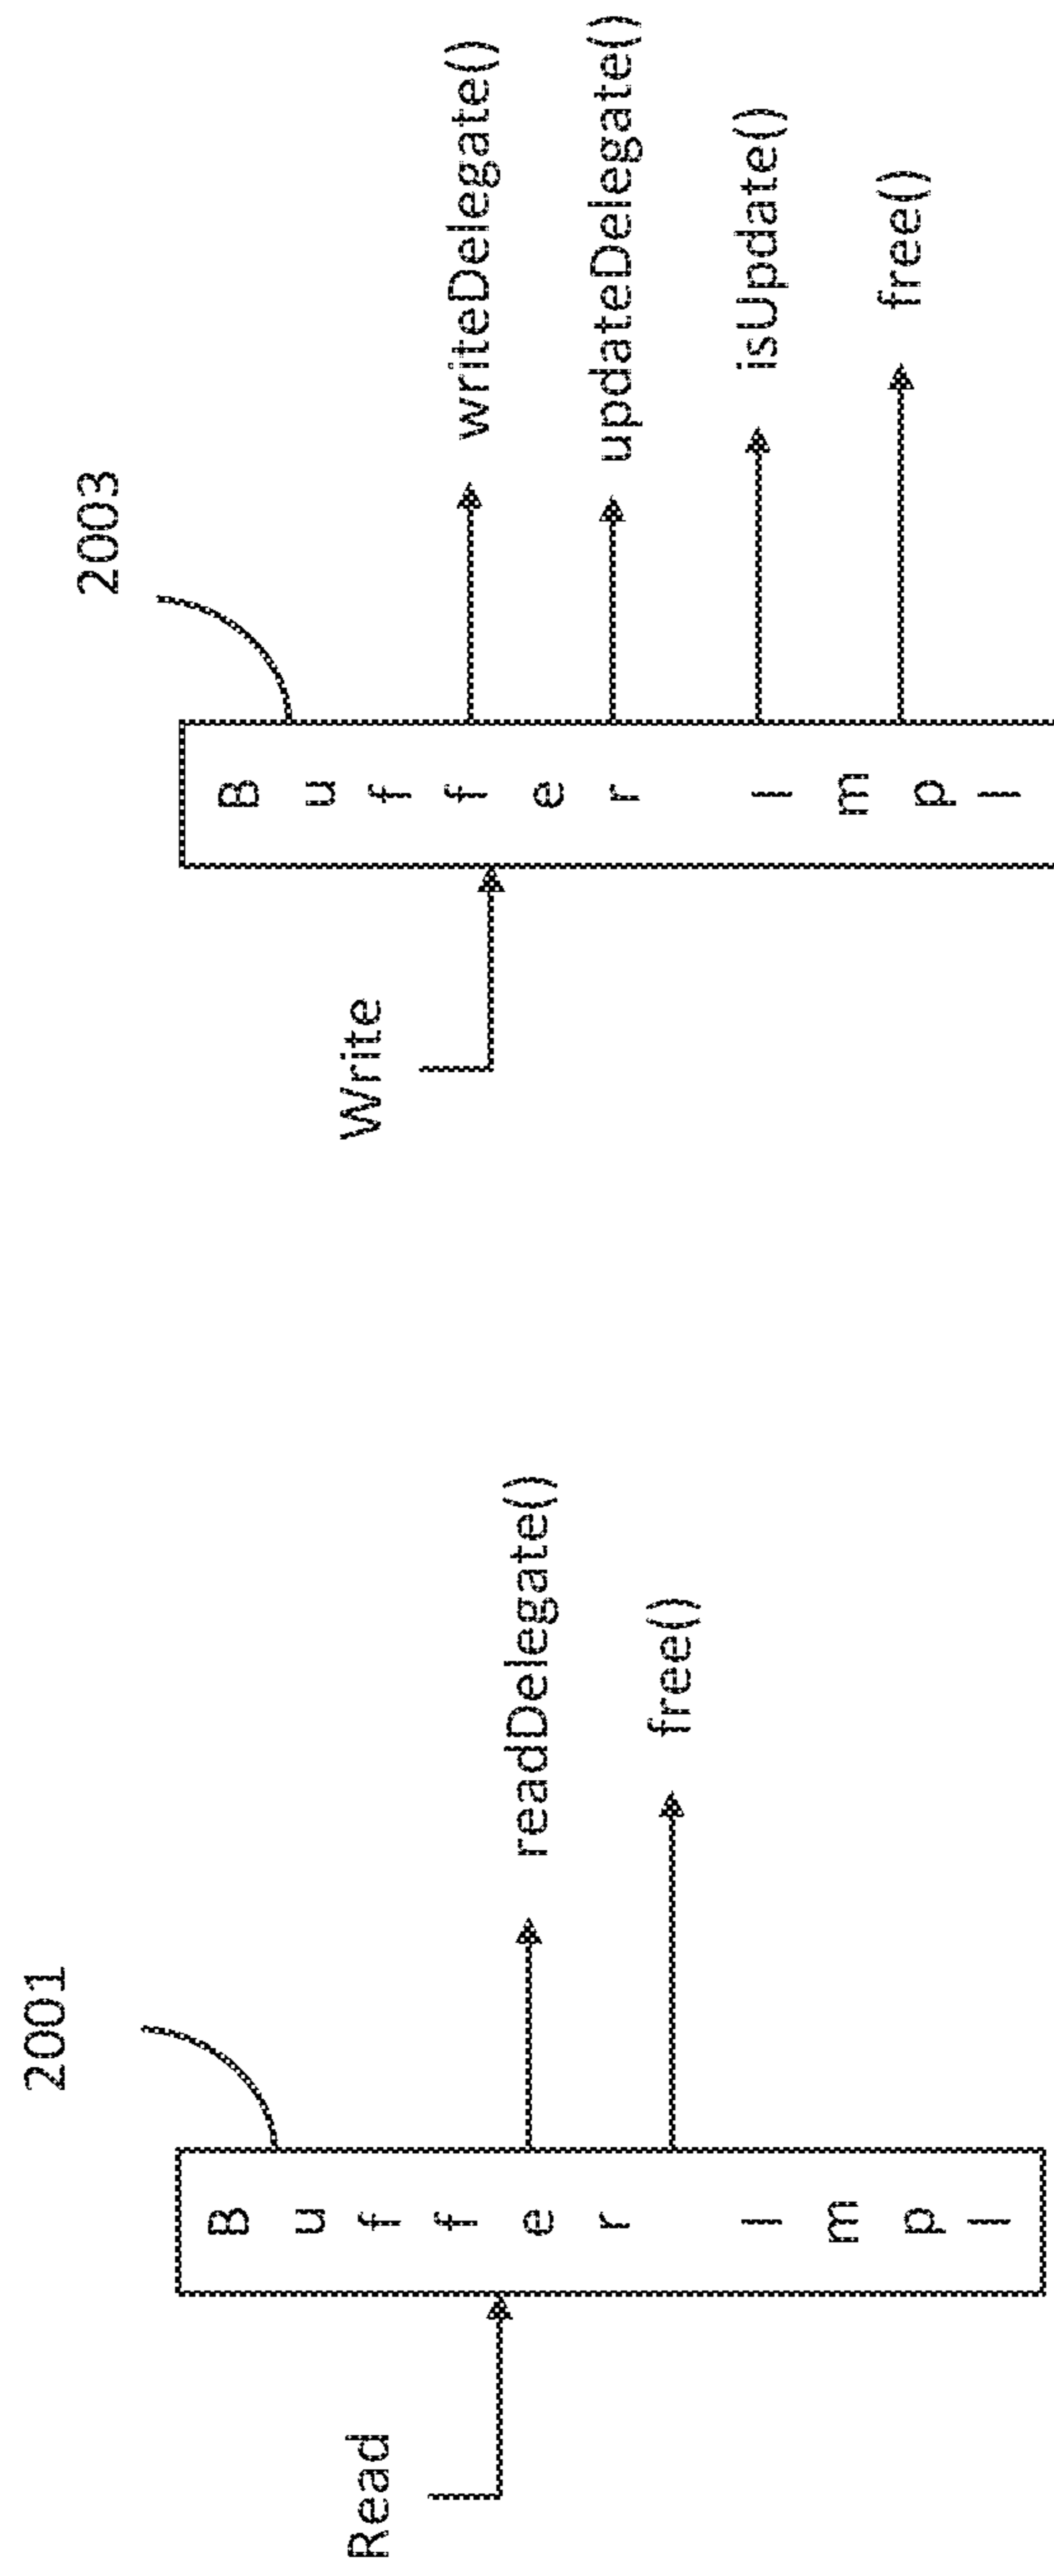 2001
Read
Buffer Impl
readDelegate()
free()
2003
Write
Buffer Impl
writeDelegate()
updateDelegate()
isUpdate()
free()